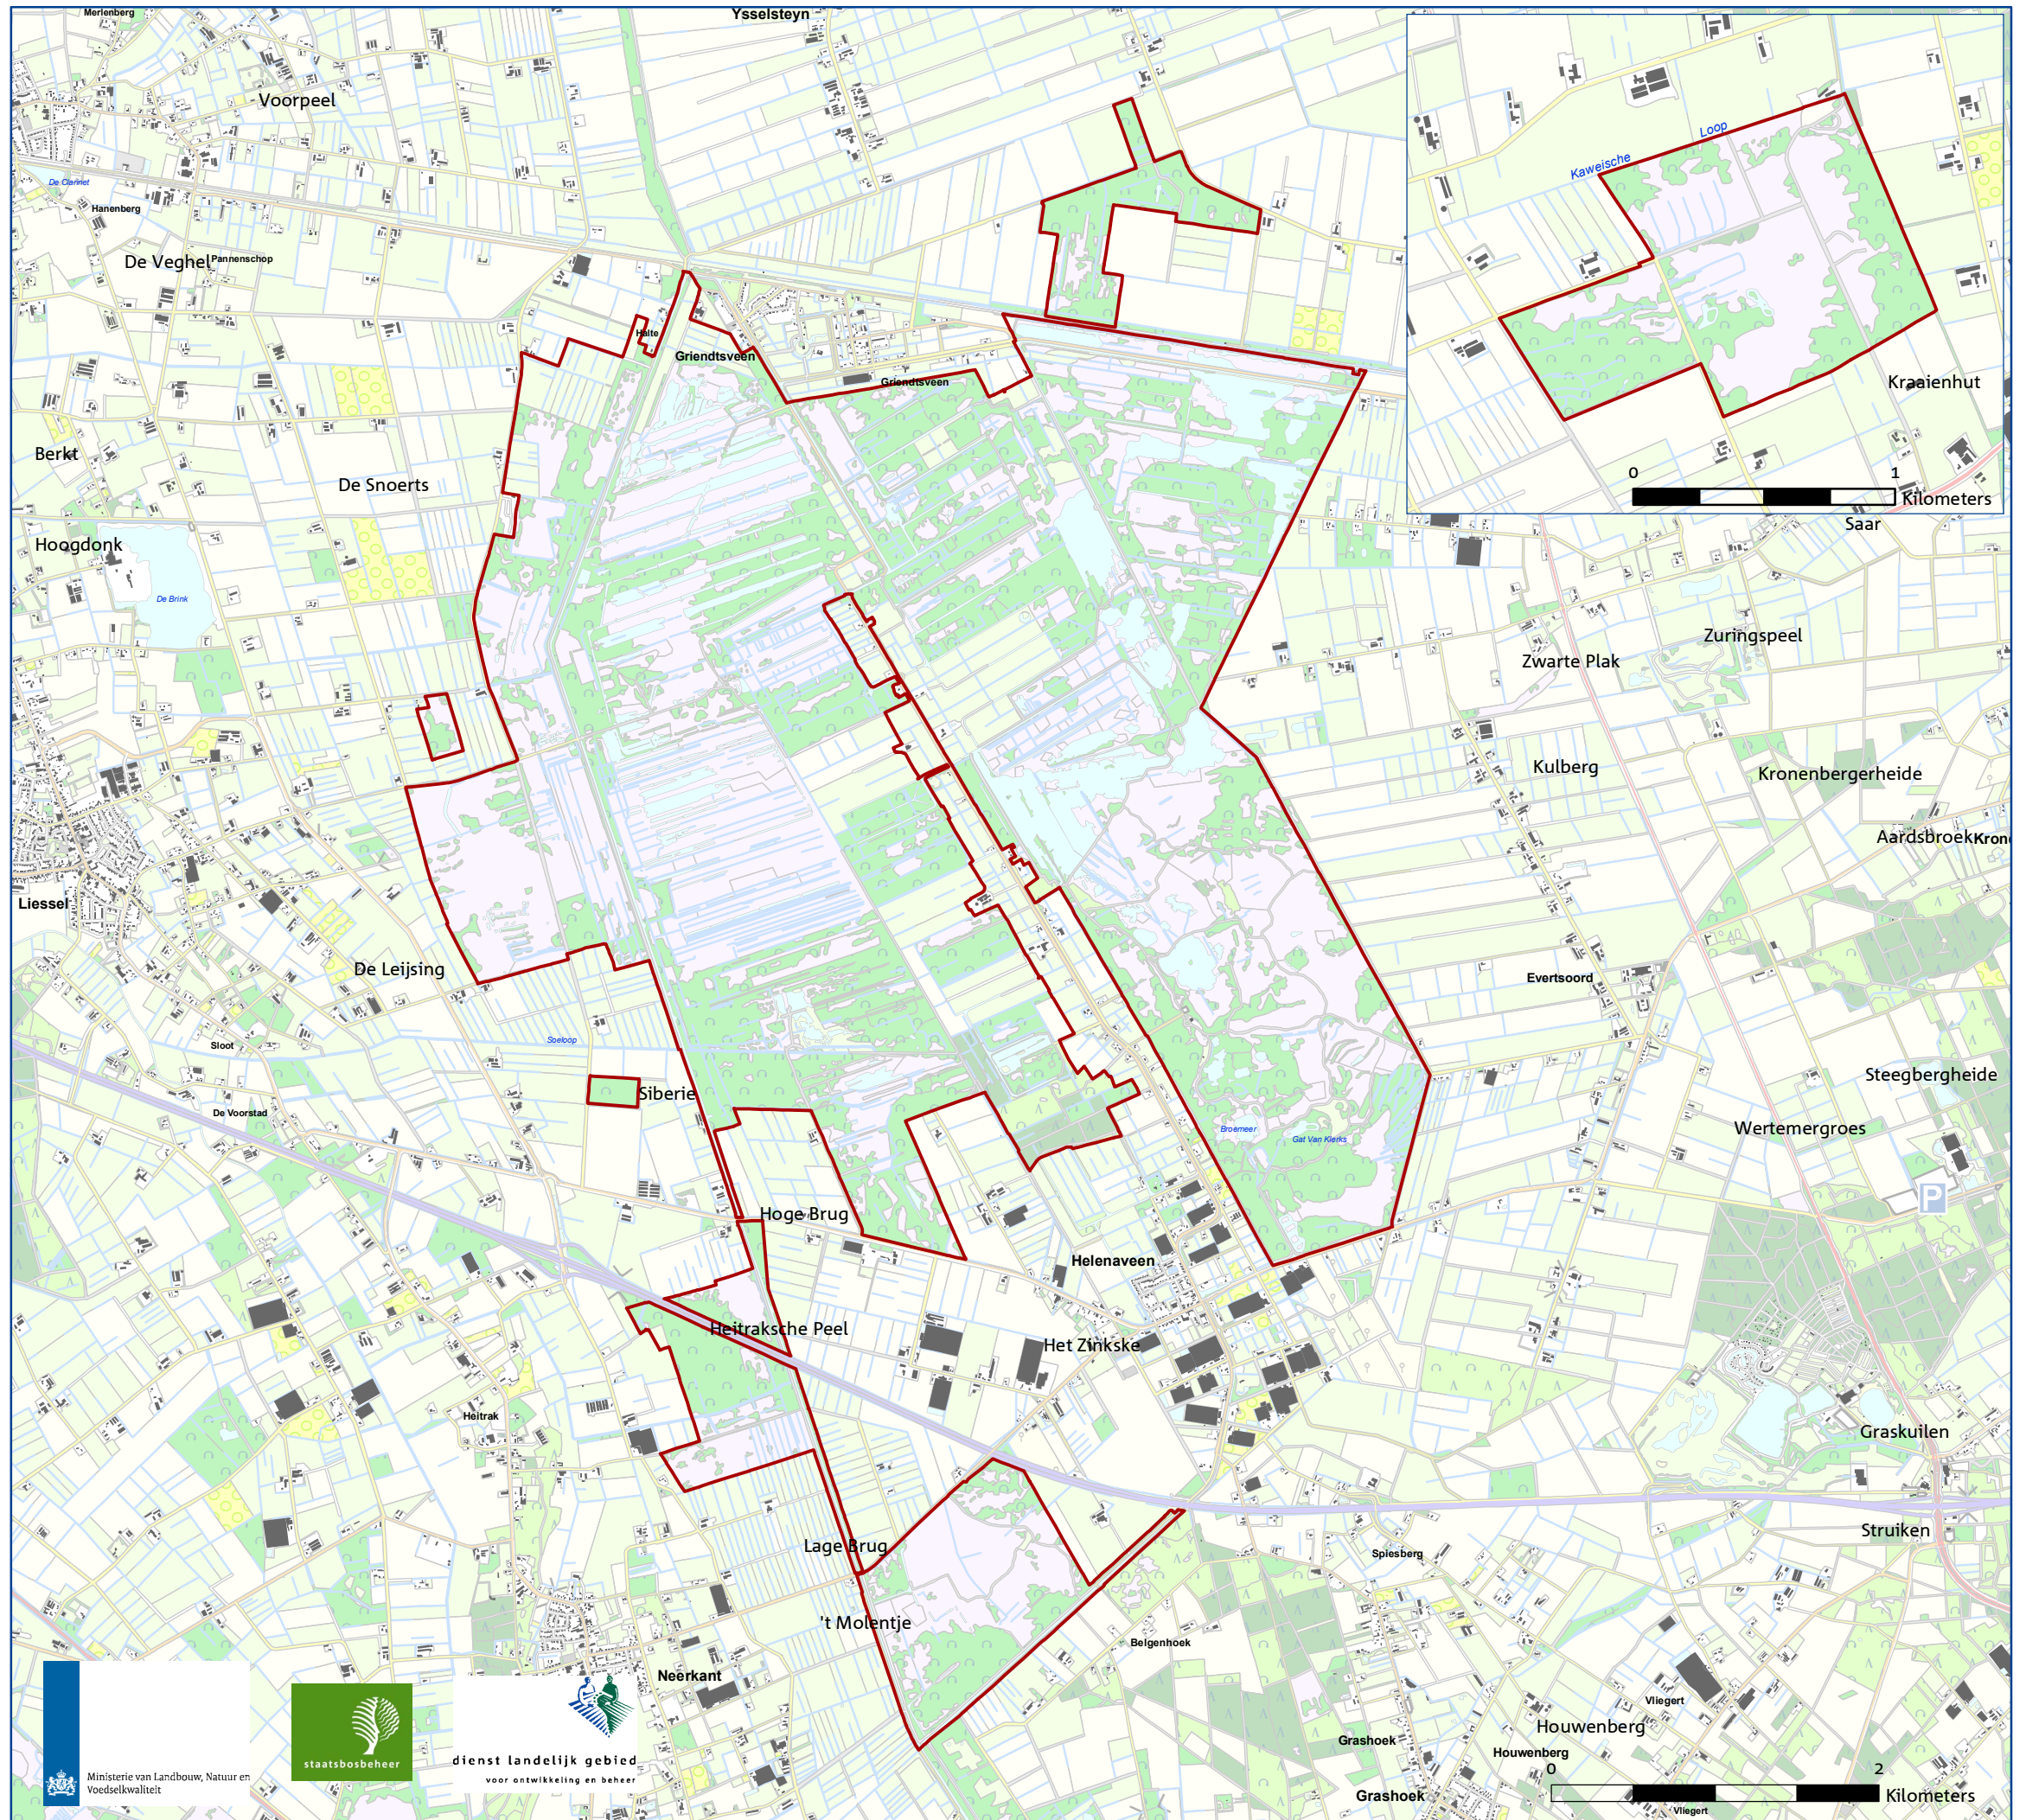 Merlenberg
Ysselsteyn
Voorpeel
Loop
Kaweische
De Clarinet
Hanenberg
De Veghel
Pannenschop
Halte
Griendtsveen
Griendtsveen
Kraaienhut
Berkt
De Snoerts
0 1
Kilometers
Saar
Hoogdonk
De Brink
Zuringspeel
Zwarte Plak
Kulberg
Kronenbergerheide
Aardsbroek
Krone
Liessel
De Leijsing
Evertsoord
Soeloop
Sloot
Steegbergheide
Siberie
De Voorstad
Broemeer
Gat Van Klerks
Wertemergroes
P
Hoge Brug
Helenaveen
Heitraksche Peel
Het Zinkske
Heitrak
Graskuilen
Struiken
Lage Brug
Spiesberg
't Molentje
Belgenhoek
Neerkant
Vliegert
Houwenberg
Grashoek
Houwenberg
Grashoek
0 2
Kilometers
Vliegert
Ministerie van Landbouw, Natuur en
Voedselkwaliteit
staatsbosbeheer
dienst landelijk gebied
voor ontwikkeling en beheer